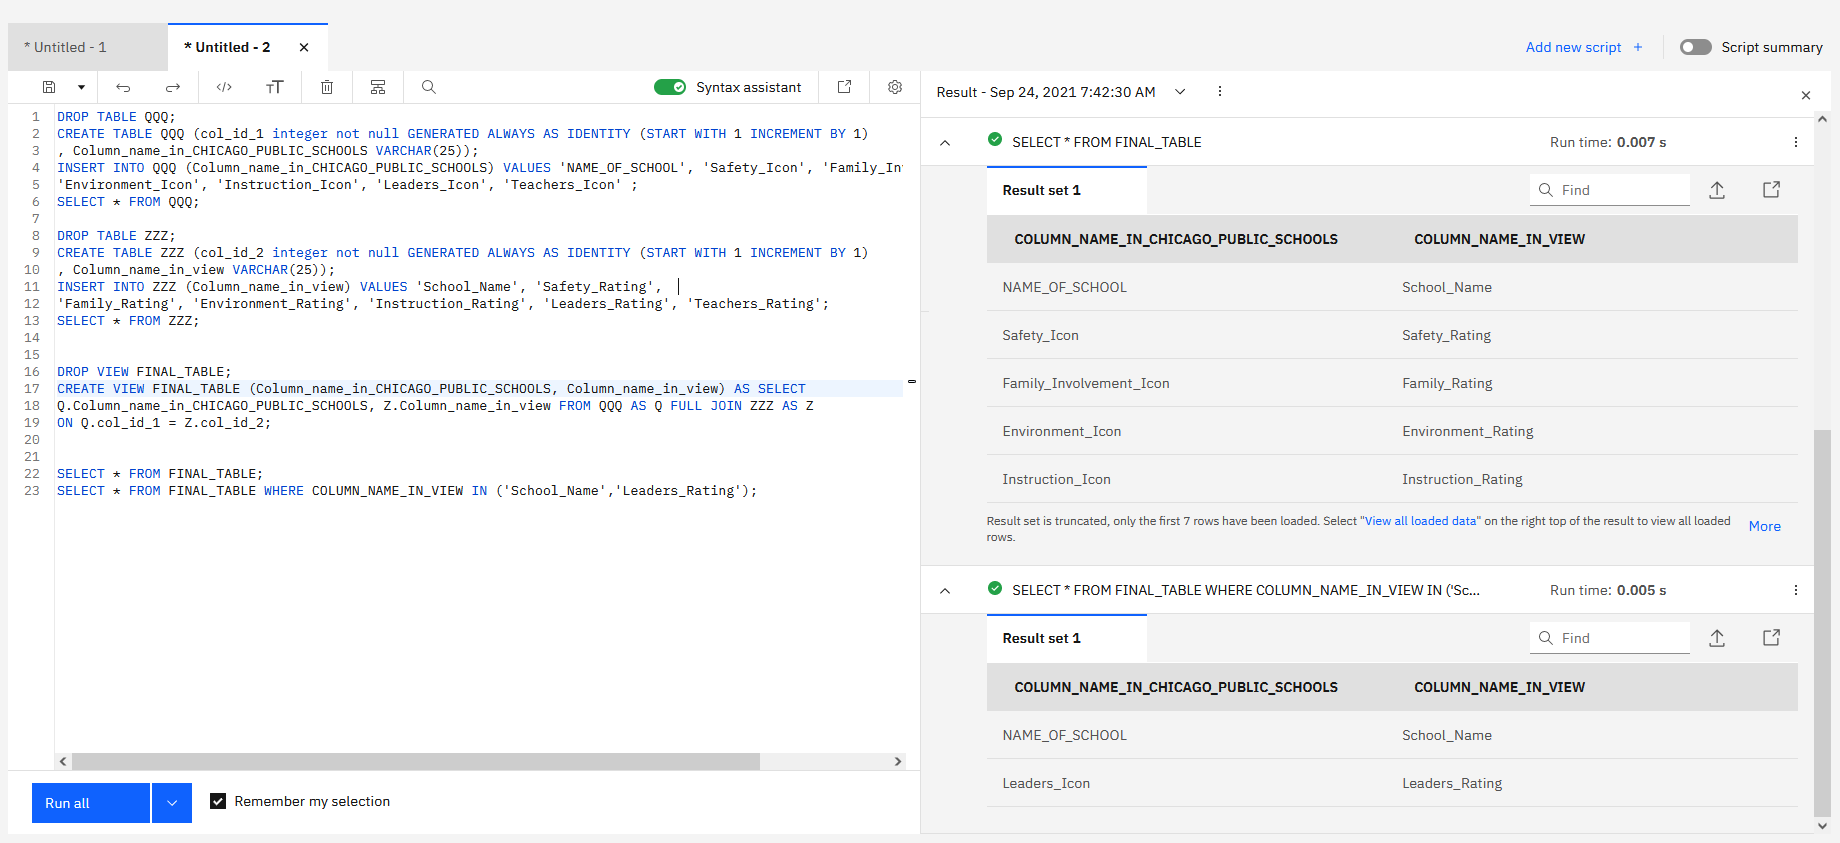 * Untitled - 1
* Untitled - 2
Add new script +
Script summary
Syntax assistant
1 DROP TABLE QQQ;
2 CREATE TABLE QQQ (col_id_1 integer not null GENERATED ALWAYS AS IDENTITY (START WITH 1 INCREMENT BY 1)
3 , Column_name_in_CHICAGO_PUBLIC_SCHOOLS VARCHAR(25));
4 INSERT INTO QQQ (Column_name_in_CHICAGO_PUBLIC_SCHOOLS) VALUES 'NAME_OF_SCHOOL', 'Safety_Icon', 'Family_In
5 'Environment_Icon', 'Instruction_Icon', 'Leaders_Icon', 'Teachers_Icon' ;
6 SELECT * FROM QQQ;
7
8 DROP TABLE ZZZ;
9 CREATE TABLE ZZZ (col_id_2 integer not null GENERATED ALWAYS AS IDENTITY (START WITH 1 INCREMENT BY 1)
10 , Column_name_in_view VARCHAR(25));
11 INSERT INTO ZZZ (Column_name_in_view) VALUES 'School_Name', 'Safety_Rating',
12 'Family_Rating', 'Environment_Rating', 'Instruction_Rating', 'Leaders_Rating', 'Teachers_Rating';
13 SELECT * FROM ZZZ;
14
15
16 DROP VIEW FINAL_TABLE;
17 CREATE VIEW FINAL_TABLE (Column_name_in_CHICAGO_PUBLIC_SCHOOLS, Column_name_in_view) AS SELECT
18 Q.Column_name_in_CHICAGO_PUBLIC_SCHOOLS, Z.Column_name_in_view FROM QQQ AS Q FULL JOIN ZZZ AS Z
19 ON Q.col_id_1 = Z.col_id_2;
20
21
22 SELECT * FROM FINAL_TABLE;
23 SELECT * FROM FINAL_TABLE WHERE COLUMN_NAME_IN_VIEW IN ('School_Name','Leaders_Rating');
Run all
Remember my selection
Result - Sep 24, 2021 7:42:30 AM
SELECT * FROM FINAL_TABLE
Run time: 0.007 s
Result set 1
Find
COLUMN_NAME_IN_CHICAGO_PUBLIC_SCHOOLS COLUMN_NAME_IN_VIEW
NAME_OF_SCHOOL School_Name
Safety_Icon Safety_Rating
Family_Involvement_Icon Family_Rating
Environment_Icon Environment_Rating
Instruction_Icon Instruction_Rating
Result set is truncated, only the first 7 rows have been loaded. Select "View all loaded data" on the right top of the result to view all loaded
rows.
More
SELECT * FROM FINAL_TABLE WHERE COLUMN_NAME_IN_VIEW IN ('Sc...
Run time: 0.005 s
Result set 1
Find
COLUMN_NAME_IN_CHICAGO_PUBLIC_SCHOOLS COLUMN_NAME_IN_VIEW
NAME_OF_SCHOOL School_Name
Leaders_Icon Leaders_Rating